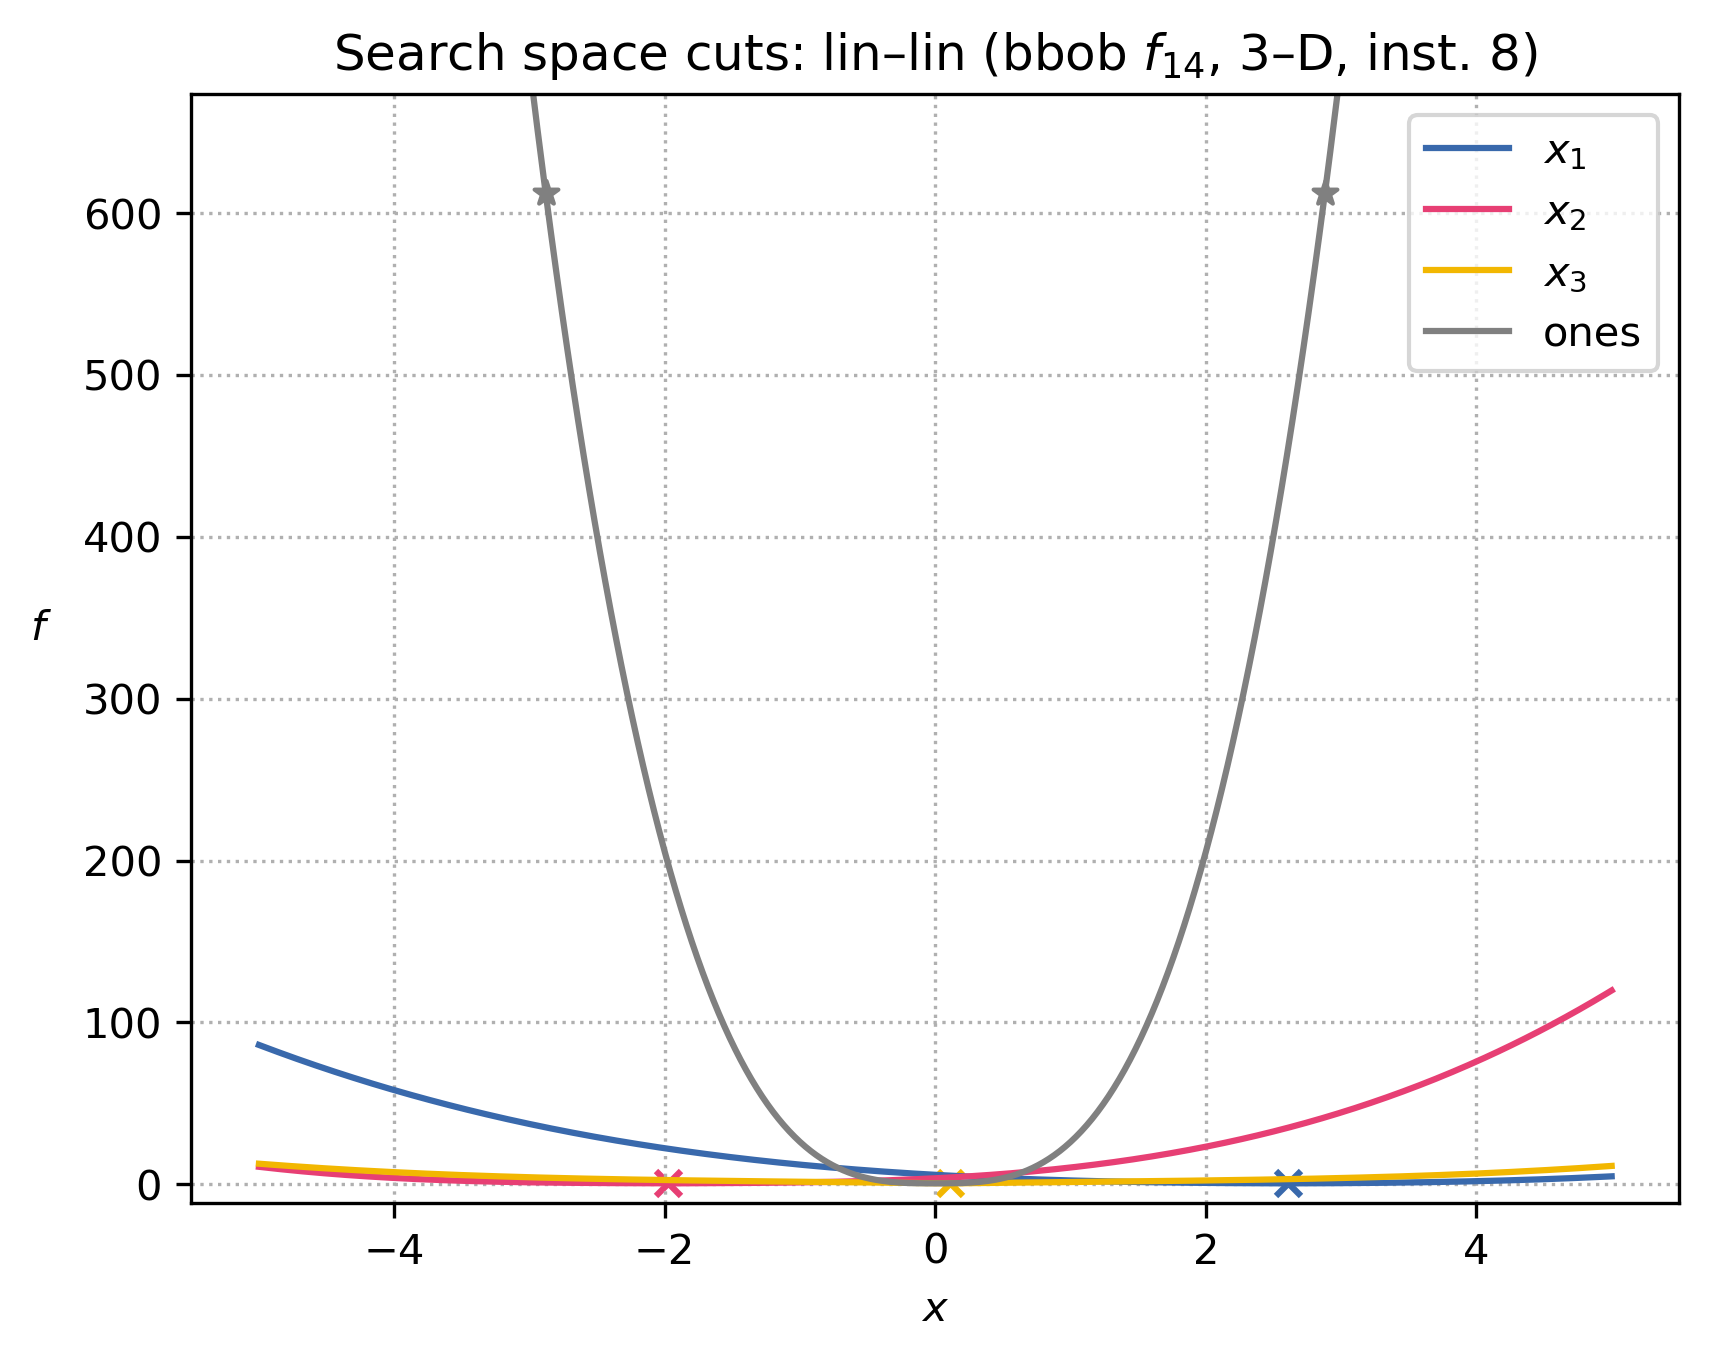 Search space cuts: lin–lin (bbob f₁₄, 3–D, inst. 8)
x₁
x₂
x₃
ones
600
500
400
300
200
100
0
f
−4
−2
0
2
4
x